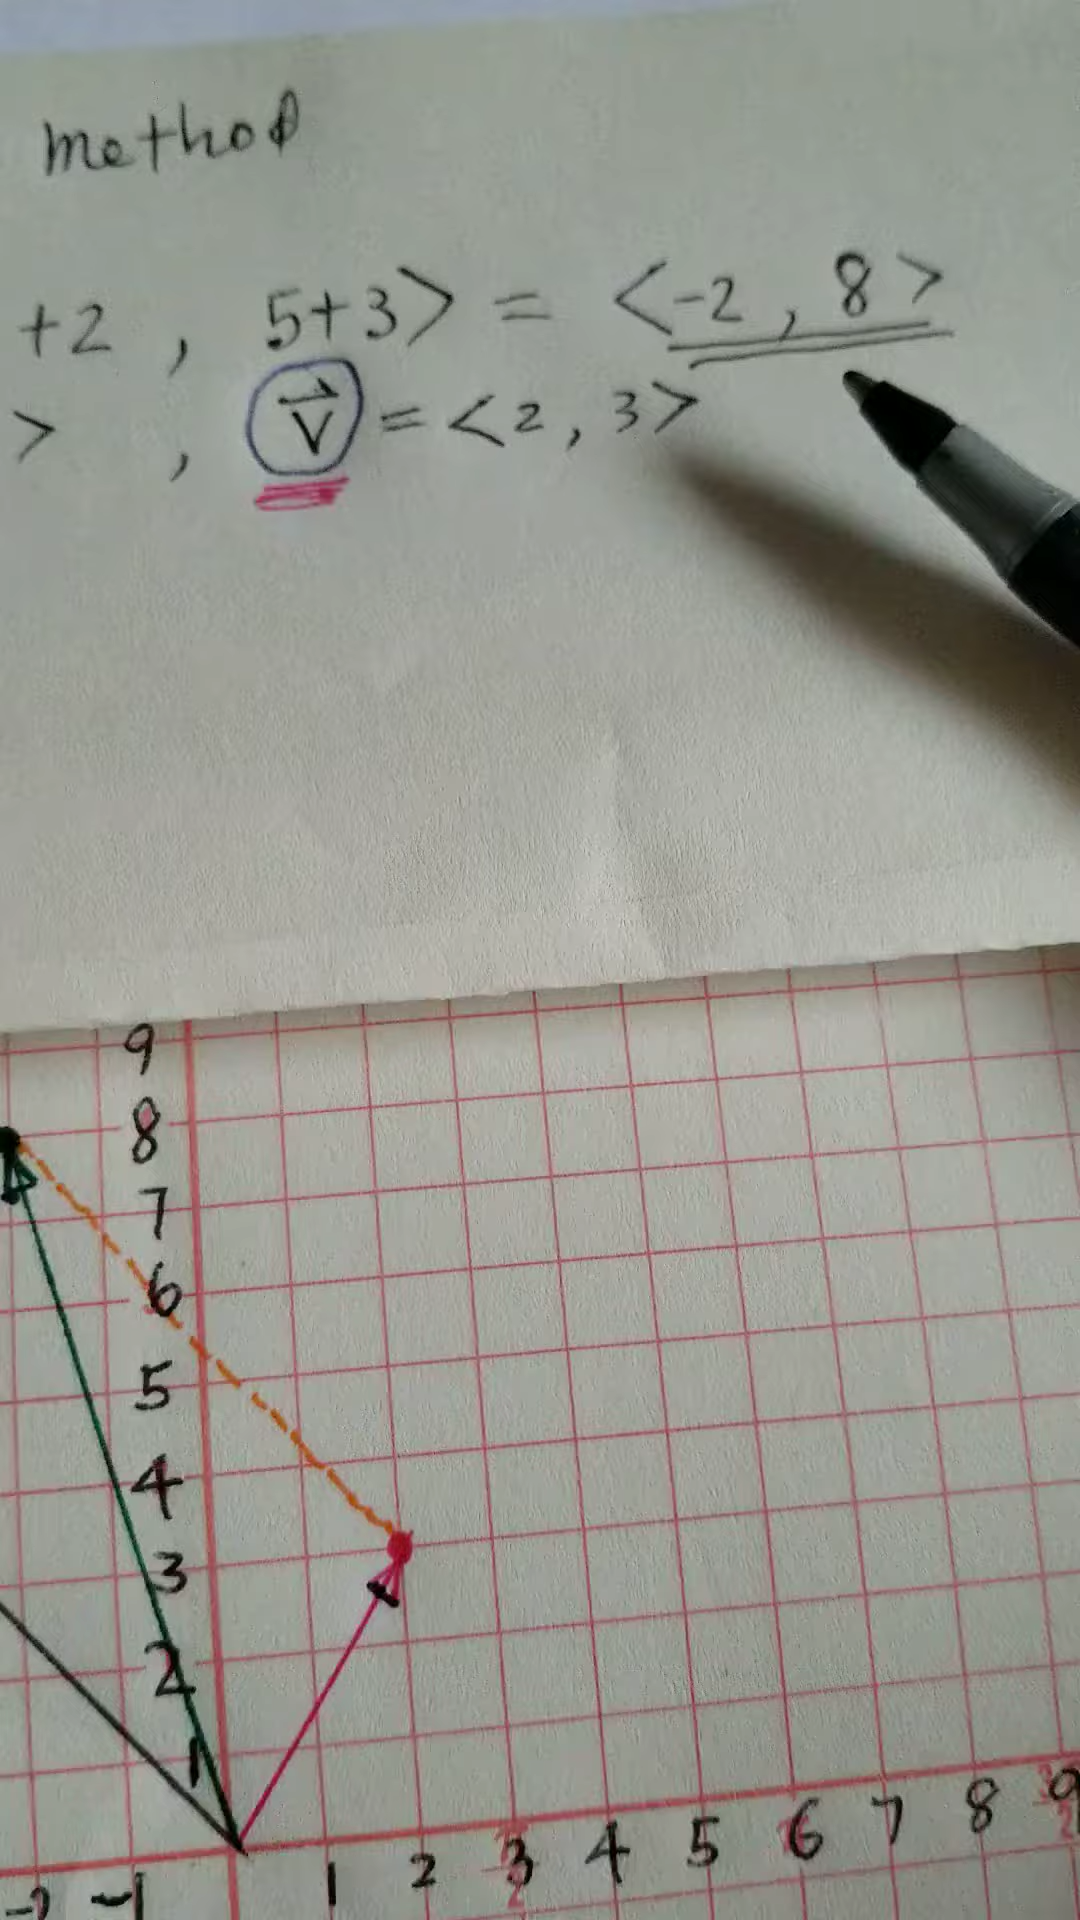 method
+2 , 5+3> = <-2 , 8>
> , V = <2 , 3>
9
8
7
6
5
4
3
2
1
-2 -1 1 2 3 4 5 6 7 8 9